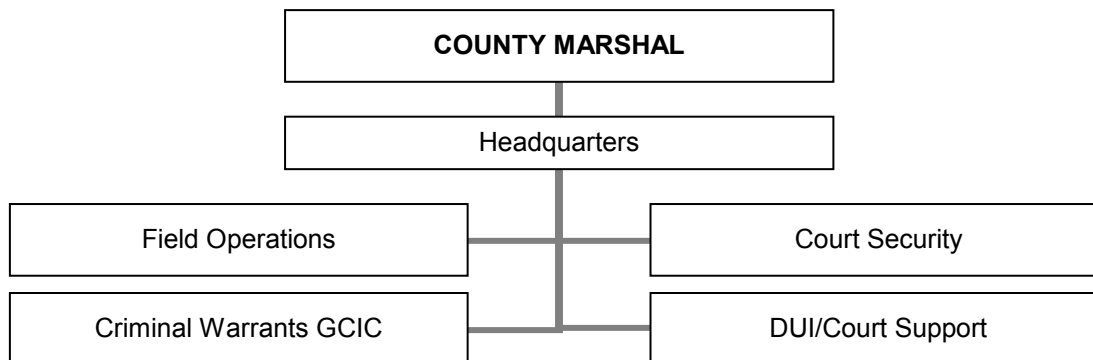 COUNTY MARSHAL
Headquarters
Field Operations
Court Security
Criminal Warrants GCIC
DUI/Court Support